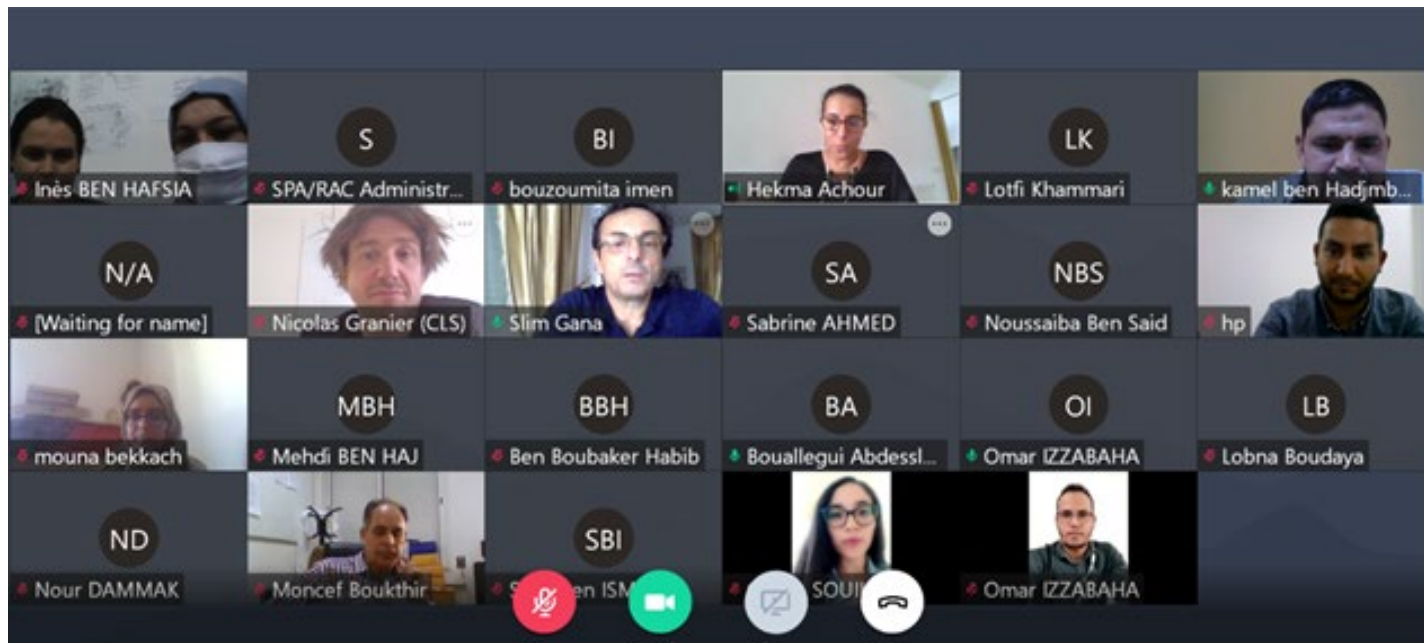 Inès BEN HAFSIA
S
SPA/RAC Administr...
BI
bouzoumita imen
Hekma Achour
LK
Lotfi Khammari
kamel ben Hadjmb...
N/A
[Waiting for name]
Nicolas Granier (CLS)
Slim Gana
SA
Sabrine AHMED
NBS
Noussaiba Ben Said
hp
mouna bekkach
MBH
Mehdi BEN HAJ
BBH
Ben Boubaker Habib
BA
Bouallegui Abdessl...
OI
Omar IZZABAHA
LB
Lobna Boudaya
ND
Nour DAMMAK
Moncef Boukthir
SBI
Omar IZZABAHA